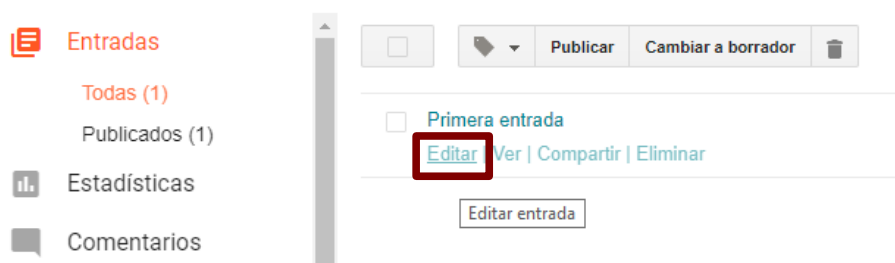 Entradas
Todas (1)
Publicados (1)
Estadísticas
Comentarios
Publicar Cambiar a borrador
Primera entrada
Editar | Ver | Compartir | Eliminar
Editar entrada